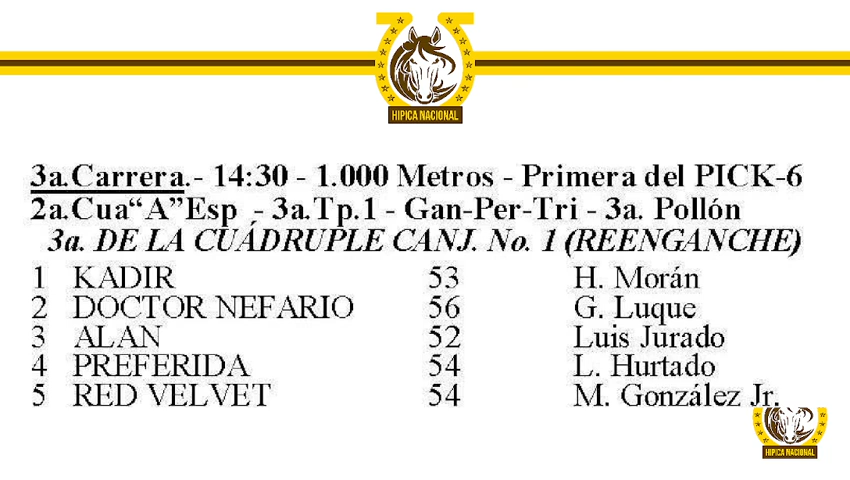 HIPICA NACIONAL
3a.Carrera.- 14:30 - 1.000 Metros - Primera del PICK-6
2a.Cua“A”Esp - 3a.Tp.1 - Gan-Per-Tri - 3a. Pollón
3a. DE LA CUÁDRUPLE CANJ. No. 1 (REENGANCHE)
1 KADIR 53 H. Morán
2 DOCTOR NEFARIO 56 G. Luque
3 ALAN 52 Luis Jurado
4 PREFERIDA 54 L. Hurtado
5 RED VELVET 54 M. González Jr.
HIPICA NACIONAL